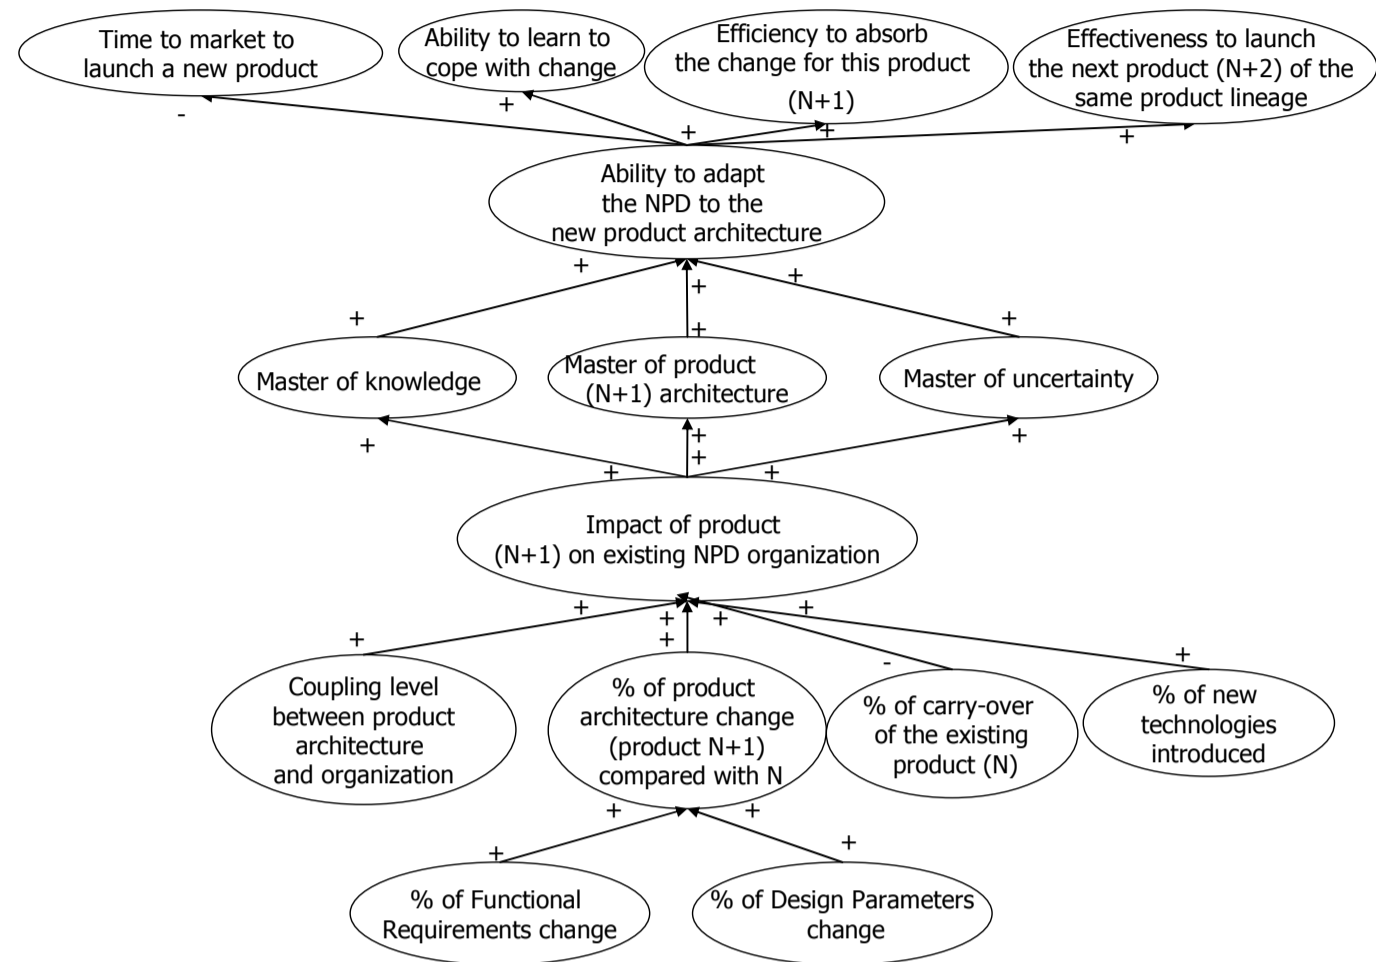 Time to market to
launch a new product
Ability to learn to
cope with change
Efficiency to absorb
the change for this product
(N+1)
Effectiveness to launch
the next product (N+2) of the
same product lineage
-
+
+
+
+
Ability to adapt
the NPD to the
new product architecture
+
+
+
+
+
+
Master of knowledge
Master of product
(N+1) architecture
Master of uncertainty
+
+
+
+
+
+
Impact of product
(N+1) on existing NPD organization
+
+
+
+
+
+
-
+
Coupling level
between product
architecture
and organization
% of product
architecture change
(product N+1)
compared with N
% of carry-over
of the existing
product (N)
% of new
technologies
introduced
+
+
+
+
% of Functional
Requirements change
% of Design Parameters
change